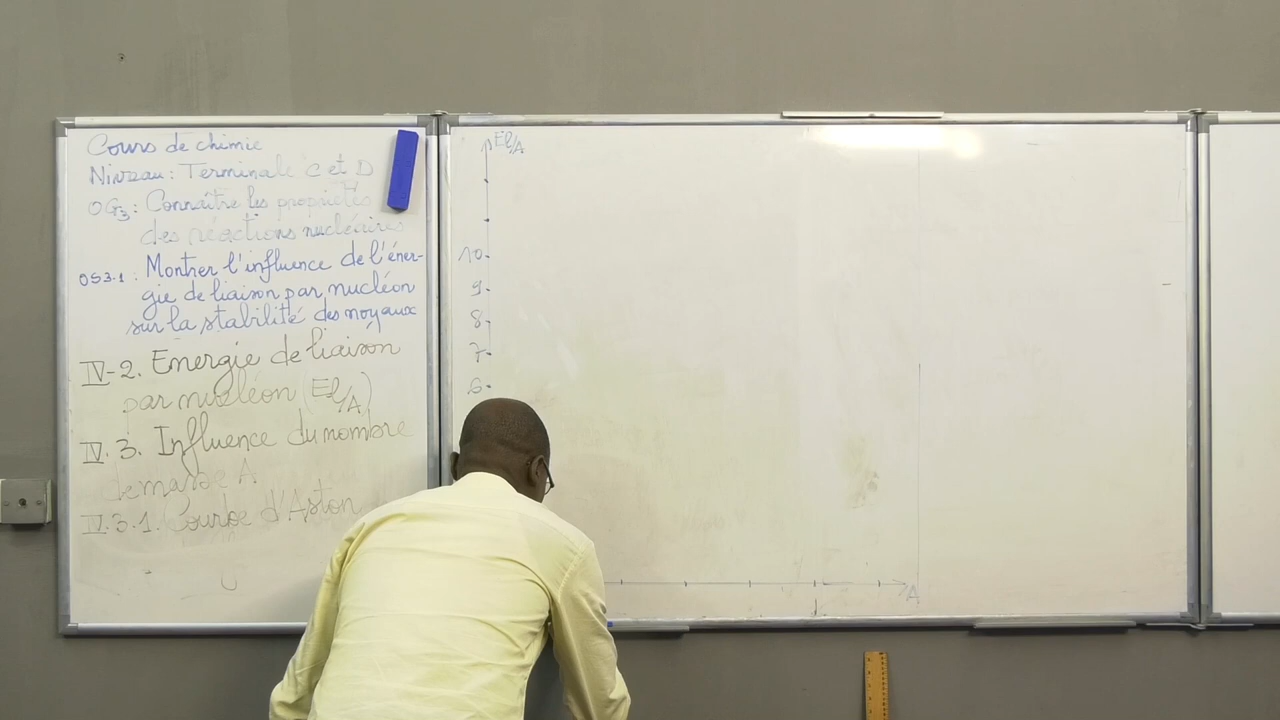 Cours de chimie
Niveau : Terminale C et D
OG3 : Connaître les propriétés
des réactions nucléaires
OS3.1 : Montrer l'influence de l'éner-
gie de liaison par nucléon
sur la stabilité des noyaux
IV-2. Energie de liaison
par nucléon (El/A)
IV.3. Influence du nombre
de masse A
IV.3.1. Courbe d'Aston
El/A
10
9
8
7
6
A